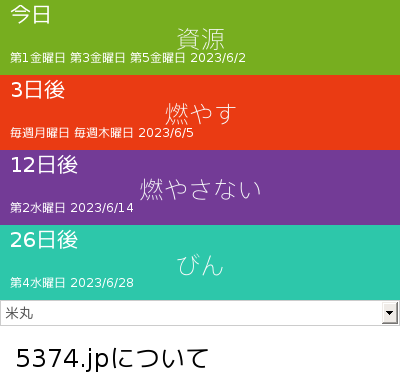 今日
資源
第1金曜日 第3金曜日 第5金曜日 2023/6/2
3日後
燃やす
毎週月曜日 毎週木曜日 2023/6/5
12日後
燃やさない
第2水曜日 2023/6/14
26日後
びん
第4水曜日 2023/6/28
米丸
5374.jpについて